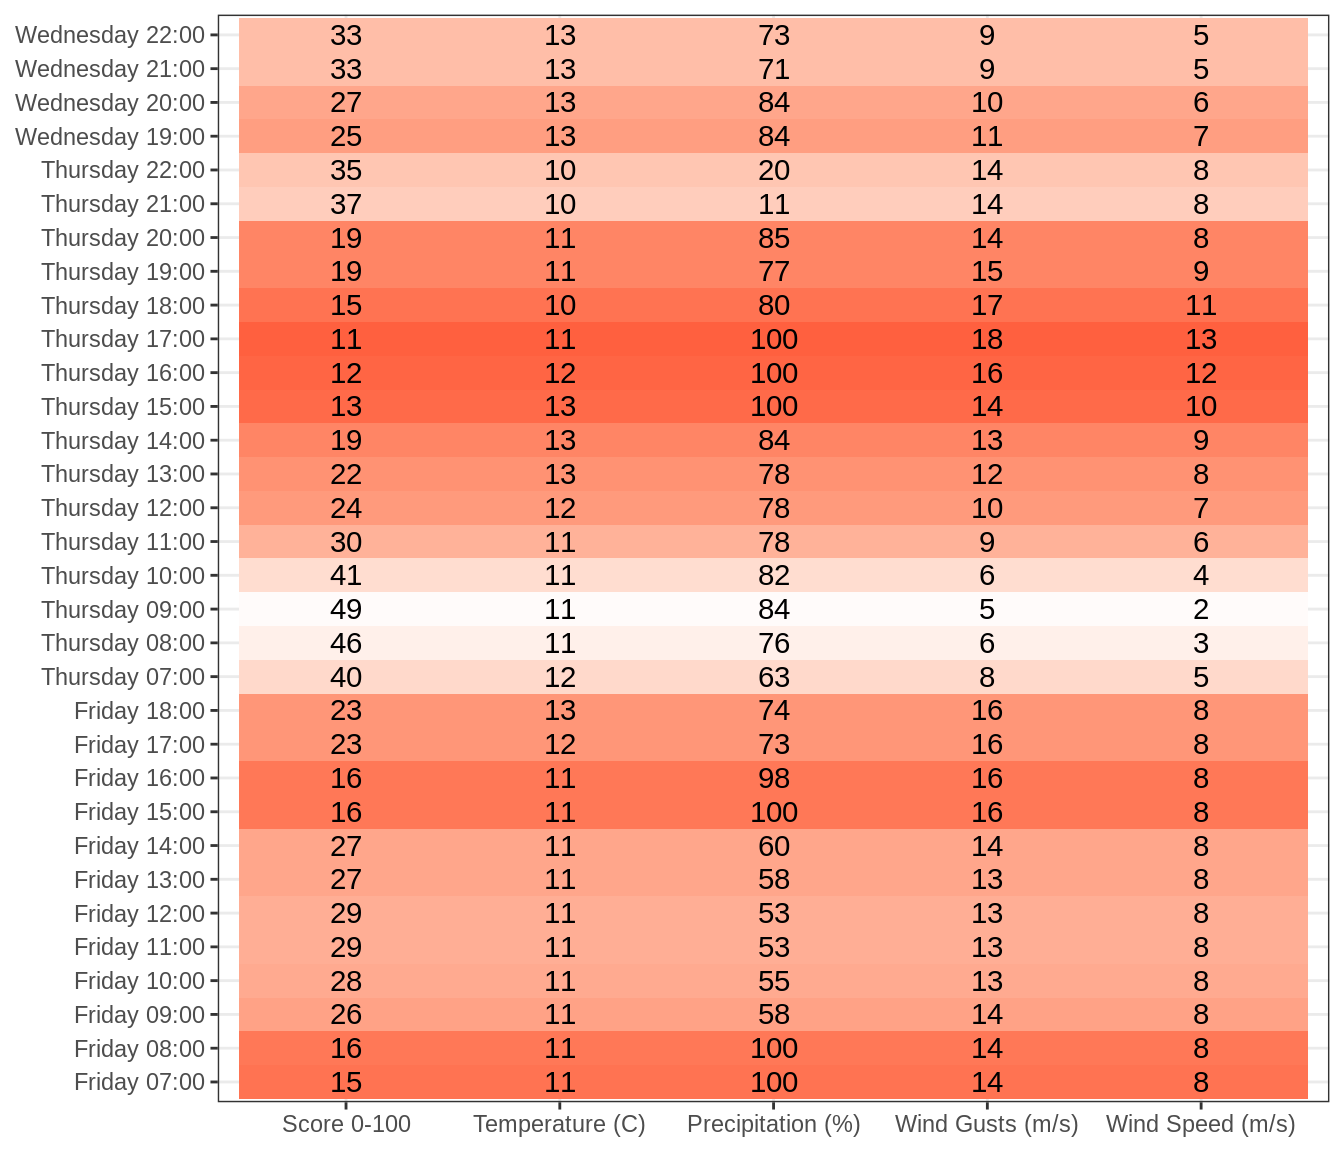 Wednesday 22:00 33 13 73 9 5
Wednesday 21:00 33 13 71 9 5
Wednesday 20:00 27 13 84 10 6
Wednesday 19:00 25 13 84 11 7
Thursday 22:00 35 10 20 14 8
Thursday 21:00 37 10 11 14 8
Thursday 20:00 19 11 85 14 8
Thursday 19:00 19 11 77 15 9
Thursday 18:00 15 10 80 17 11
Thursday 17:00 11 11 100 18 13
Thursday 16:00 12 12 100 16 12
Thursday 15:00 13 13 100 14 10
Thursday 14:00 19 13 84 13 9
Thursday 13:00 22 13 78 12 8
Thursday 12:00 24 12 78 10 7
Thursday 11:00 30 11 78 9 6
Thursday 10:00 41 11 82 6 4
Thursday 09:00 49 11 84 5 2
Thursday 08:00 46 11 76 6 3
Thursday 07:00 40 12 63 8 5
Friday 18:00 23 13 74 16 8
Friday 17:00 23 12 73 16 8
Friday 16:00 16 11 98 16 8
Friday 15:00 16 11 100 16 8
Friday 14:00 27 11 60 14 8
Friday 13:00 27 11 58 13 8
Friday 12:00 29 11 53 13 8
Friday 11:00 29 11 53 13 8
Friday 10:00 28 11 55 13 8
Friday 09:00 26 11 58 14 8
Friday 08:00 16 11 100 14 8
Friday 07:00 15 11 100 14 8
Score 0-100 Temperature (C) Precipitation (%) Wind Gusts (m/s) Wind Speed (m/s)